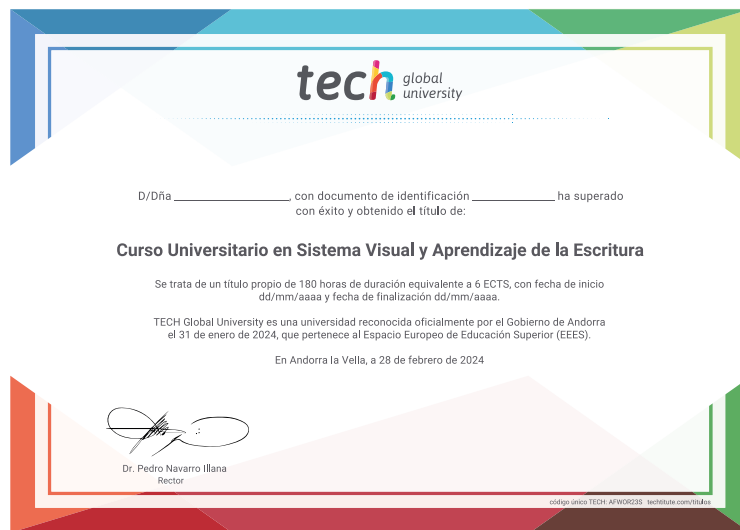 tech global university
D/Dña ____________________, con documento de identificación ______________ ha superado
con éxito y obtenido el título de:
Curso Universitario en Sistema Visual y Aprendizaje de la Escritura
Se trata de un título propio de 180 horas de duración equivalente a 6 ECTS, con fecha de inicio
dd/mm/aaaa y fecha de finalización dd/mm/aaaa.
TECH Global University es una universidad reconocida oficialmente por el Gobierno de Andorra
el 31 de enero de 2024, que pertenece al Espacio Europeo de Educación Superior (EEES).
En Andorra la Vella, a 28 de febrero de 2024
Dr. Pedro Navarro Illana
Rector
código único TECH: AFWOR23S techtitute.com/titulos